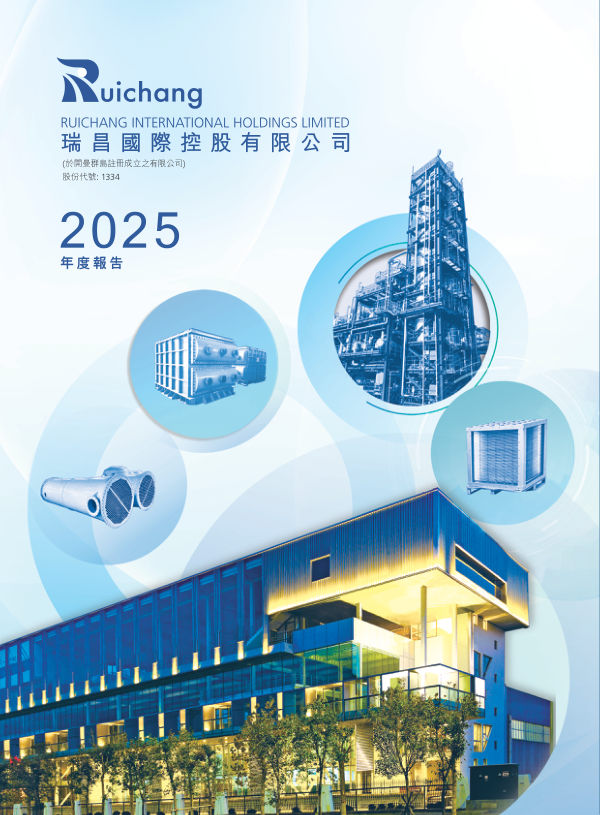 Ruichang
RUICHANG INTERNATIONAL HOLDINGS LIMITED
瑞昌國際控股有限公司
(於開曼群島註冊成立之有限公司)
股份代號: 1334
2025
年度報告